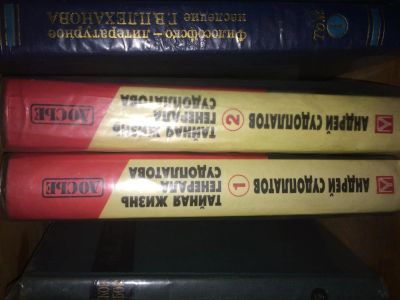 Философско-литературное
наследие Г.В.ПЛЕХАНОВА
1
АНДРЕЙ СУДОПЛАТОВ
2
ТАЙНАЯ ЖИЗНЬ
ГЕНЕРАЛА
СУДОПЛАТОВА
ДОСЬЕ
АНДРЕЙ СУДОПЛАТОВ
1
ТАЙНАЯ ЖИЗНЬ
ГЕНЕРАЛА
СУДОПЛАТОВА
ДОСЬЕ